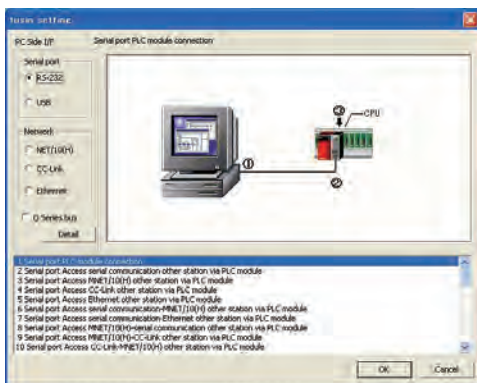 PC Side I/F
Serial port PLC module connection
Serial port
RS-232
USB
Network
NET/10(H)
CC-Link
Ethernet
Q Series bus
Detail
CPU
①
②
③
1 Serial port PLC module connection
2 Serial port Access serial communication other station via PLC module
3 Serial port Access MNET/10(H) other station via PLC module
4 Serial port Access CC-Link other station via PLC module
5 Serial port Access Ethernet other station via PLC module
6 Serial port Access serial communication-MNET/10(H) other station via PLC module
7 Serial port Access serial communication-Ethernet other station via PLC module
8 Serial port Access MNET/10(H)-serial communication other station via PLC module
9 Serial port Access MNET/10(H)-CC-Link other station via PLC module
10 Serial port Access CC-Link-MNET/10(H) other station via PLC module
OK
Cancel